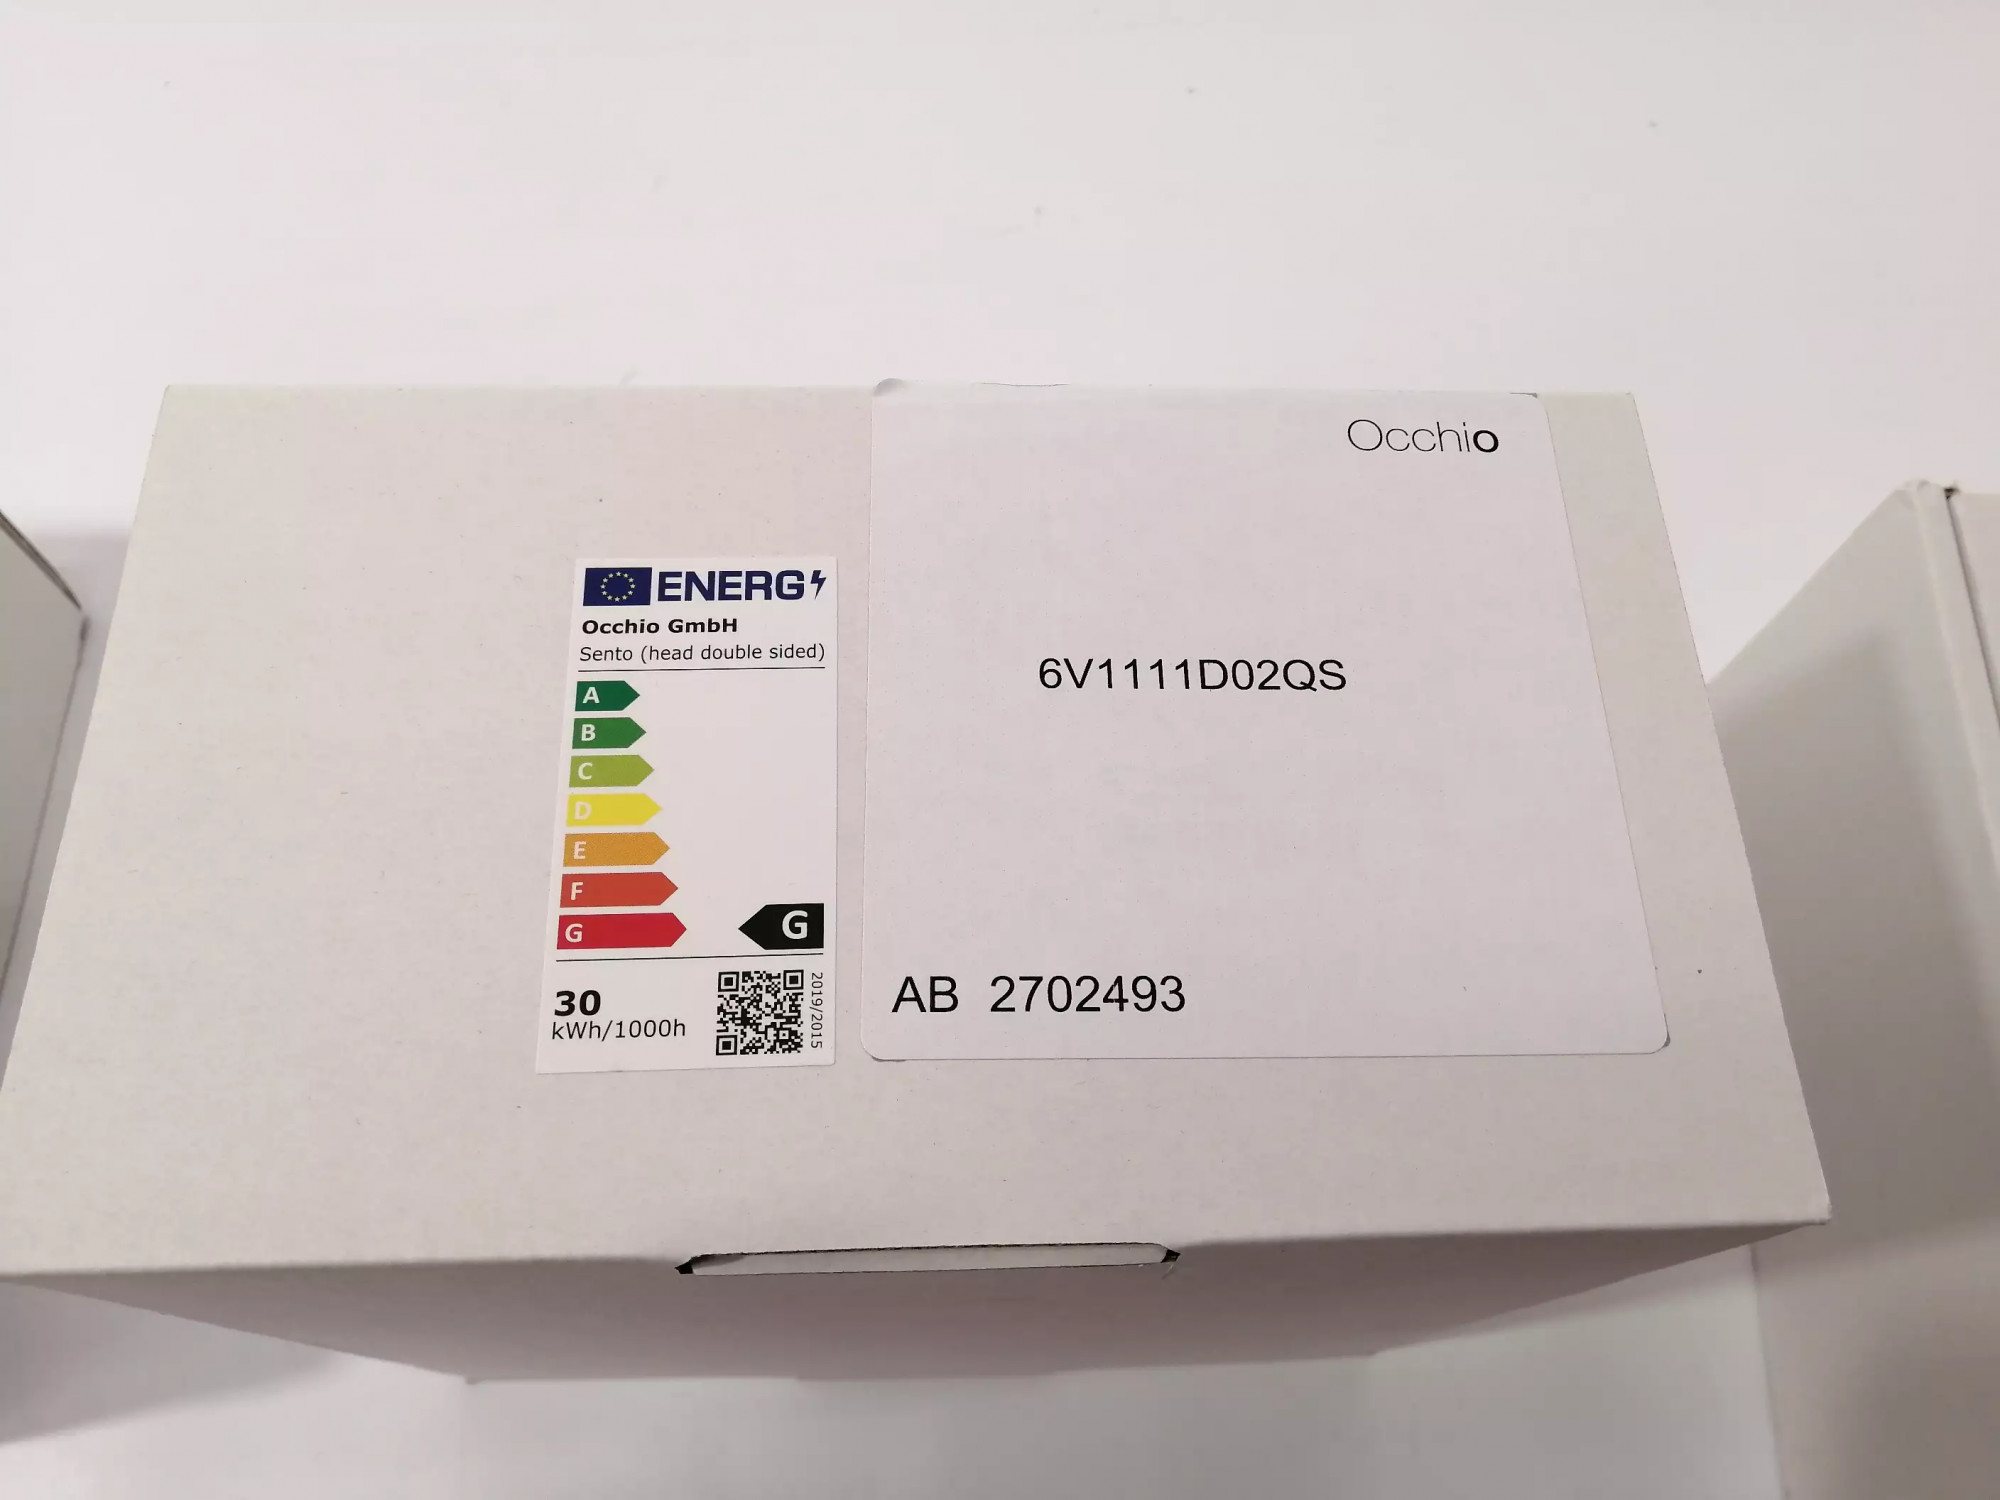 ENERG
Occhio GmbH
Sento (head double sided)
A
B
C
D
E
F
G
G
30
kWh/1000h
2019/2015
Occhio
6V1111D02QS
AB 2702493